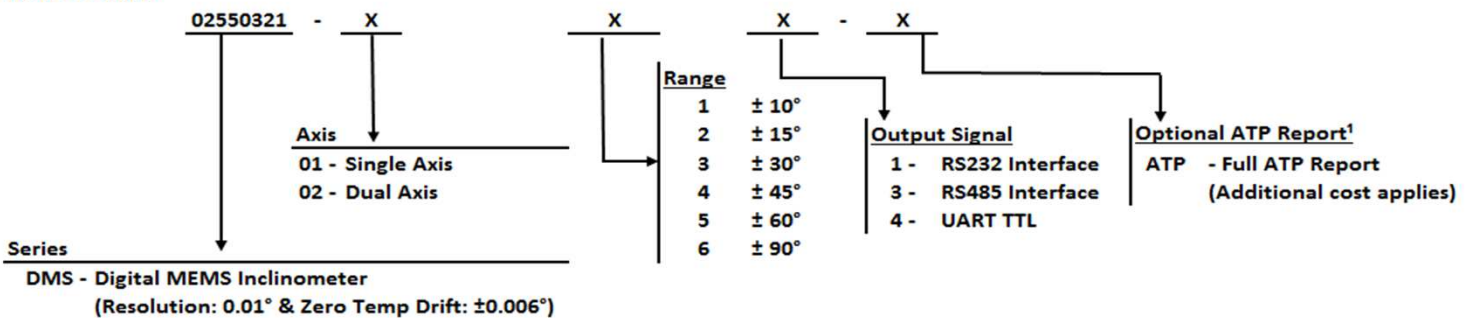 02550321 - X X X - X
Series
DMS - Digital MEMS Inclinometer
(Resolution: 0.01° & Zero Temp Drift: ±0.006°)
Axis
01 - Single Axis
02 - Dual Axis
Range
1 ± 10°
2 ± 15°
3 ± 30°
4 ± 45°
5 ± 60°
6 ± 90°
Output Signal
1 - RS232 Interface
3 - RS485 Interface
4 - UART TTL
Optional ATP Report¹
ATP - Full ATP Report
(Additional cost applies)